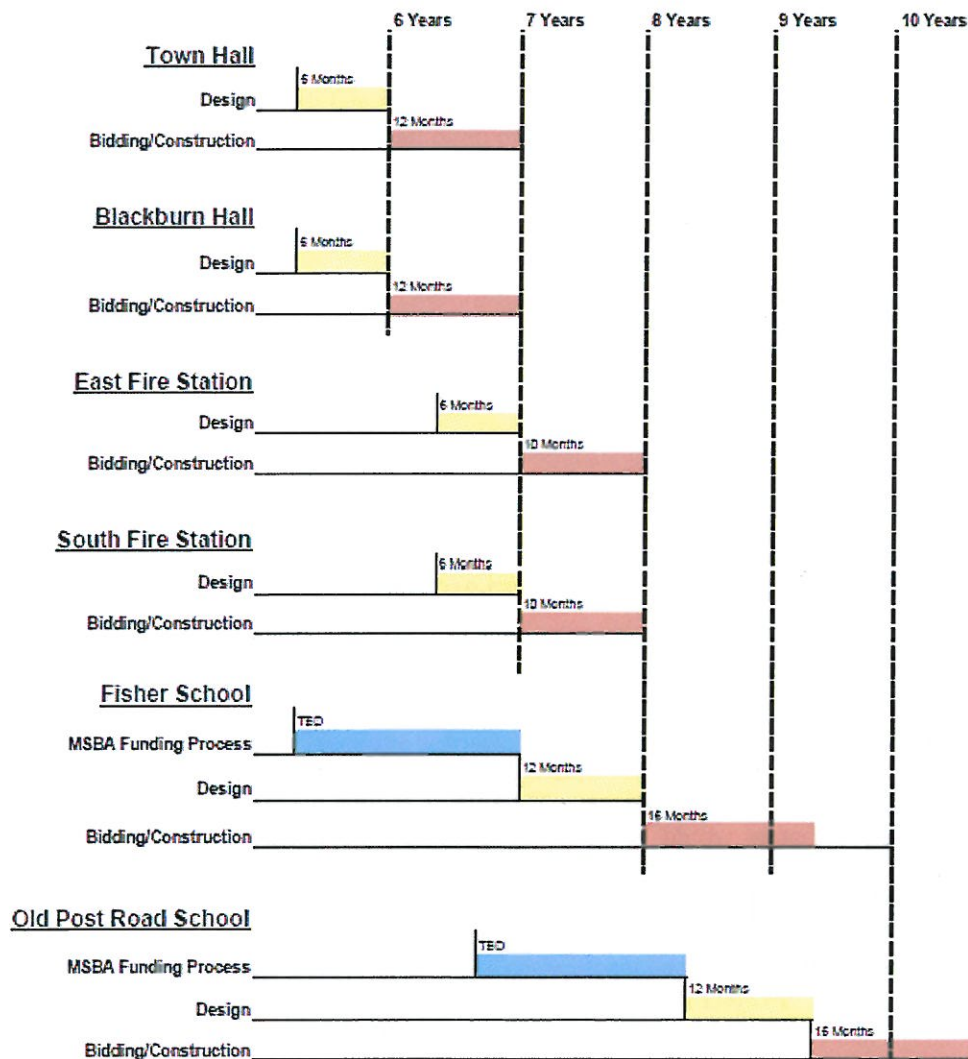 6 Years 7 Years 8 Years 9 Years 10 Years
Town Hall
6 Months
Design
12 Months
Bidding/Construction
Blackburn Hall
6 Months
Design
12 Months
Bidding/Construction
East Fire Station
6 Months
Design
10 Months
Bidding/Construction
South Fire Station
6 Months
Design
10 Months
Bidding/Construction
Fisher School
TBD
MSBA Funding Process
12 Months
Design
16 Months
Bidding/Construction
Old Post Road School
TBD
MSBA Funding Process
12 Months
Design
16 Months
Bidding/Construction